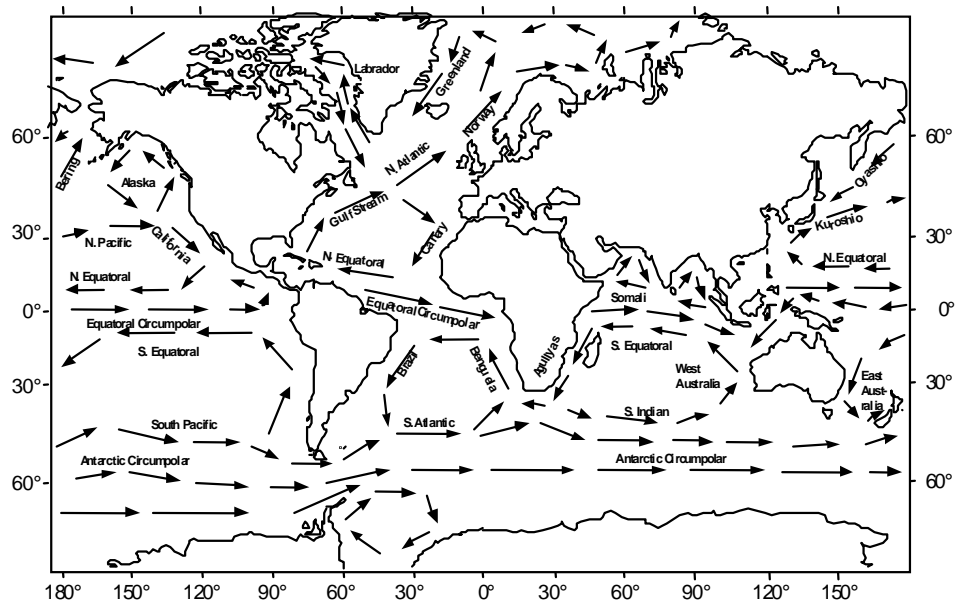 Labrador
Greenland
Norway
60°
60°
N. Atlantic
Bering
Oyashio
Alaska
Gulf Stream
Kuroshio
California
Canary
30°
30°
N. Pacific
N. Equatoral
N. Equatoral
N. Equatoral
Somali
0°
0°
Equatoral Circumpolar
Equatoral Circumpolar
S. Equatoral
S. Equatoral
Brazil
Benguela
Agullyas
West
Australia
East
Aust-
ralia
30°
30°
S. Indian
South Pacific
S. Atlantic
Antarctic Circumpolar
Antarctic Circumpolar
60°
60°
180° 150° 120° 90° 60° 30° 0° 30° 60° 90° 120° 150°